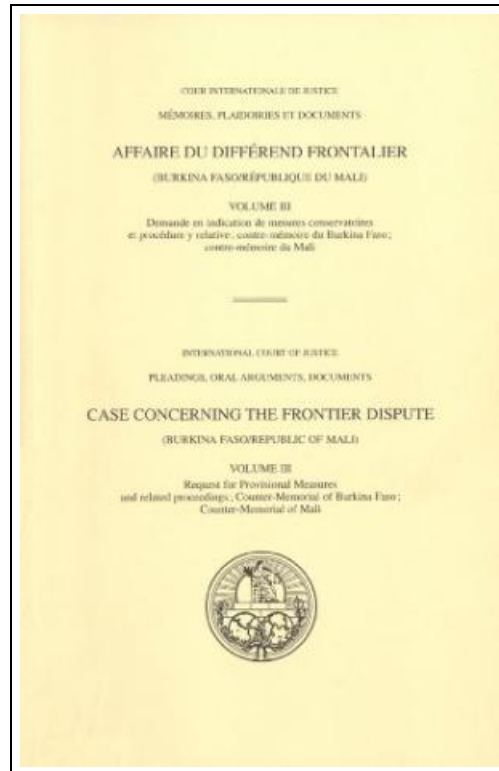 COUR INTERNATIONALE DE JUSTICE
MÉMOIRES, PLAIDOIRIES ET DOCUMENTS
AFFAIRE DU DIFFÉREND FRONTALIER
(BURKINA FASO/RÉPUBLIQUE DU MALI)
VOLUME III
Demande en indication de mesures conservatoires
et procédure y relative; contre-mémoire du Burkina Faso;
contre-mémoire du Mali
INTERNATIONAL COURT OF JUSTICE
PLEADINGS, ORAL ARGUMENTS, DOCUMENTS
CASE CONCERNING THE FRONTIER DISPUTE
(BURKINA FASO/REPUBLIC OF MALI)
VOLUME III
Request for Provisional Measures
and related proceedings; Counter-Memorial of Burkina Faso;
Counter-Memorial of Mali